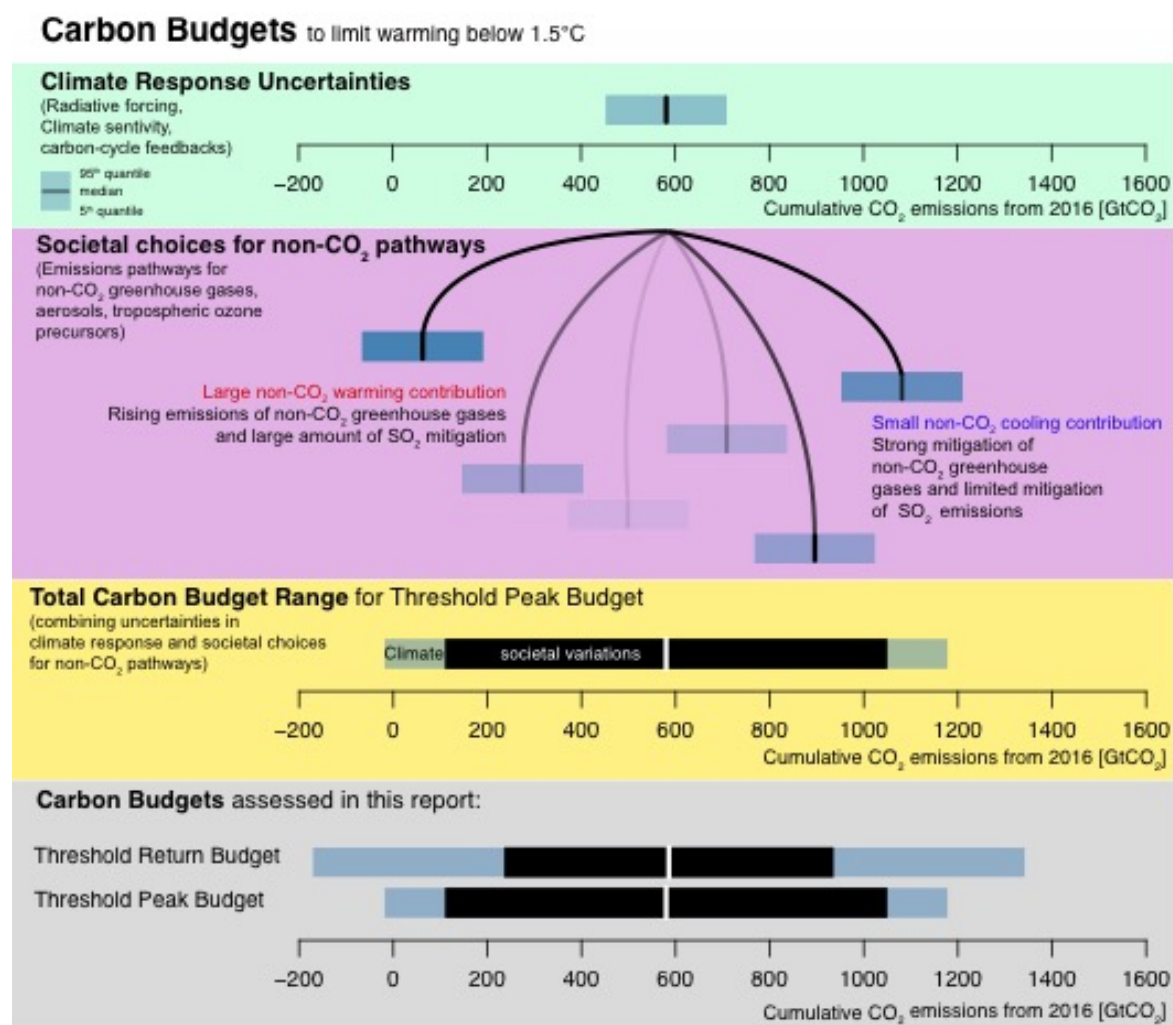 Carbon Budgets to limit warming below 1.5°C
Climate Response Uncertainties
(Radiative forcing,
Climate sentivity,
carbon-cycle feedbacks)
95th quantile
median
5th quantile
−200 0 200 400 600 800 1000 1200 1400 1600
Cumulative CO₂ emissions from 2016 [GtCO₂]
Societal choices for non-CO₂ pathways
(Emissions pathways for
non-CO₂ greenhouse gases,
aerosols, tropospheric ozone
precursors)
Large non-CO₂ warming contribution
Rising emissions of non-CO₂ greenhouse gases
and large amount of SO₂ mitigation
Small non-CO₂ cooling contribution
Strong mitigation of
non-CO₂ greenhouse
gases and limited mitigation
of SO₂ emissions
Total Carbon Budget Range for Threshold Peak Budget
(combining uncertainties in
climate response and societal choices
for non-CO₂ pathways)
Climate societal variations
−200 0 200 400 600 800 1000 1200 1400 1600
Cumulative CO₂ emissions from 2016 [GtCO₂]
Carbon Budgets assessed in this report:
Threshold Return Budget
Threshold Peak Budget
−200 0 200 400 600 800 1000 1200 1400 1600
Cumulative CO₂ emissions from 2016 [GtCO₂]